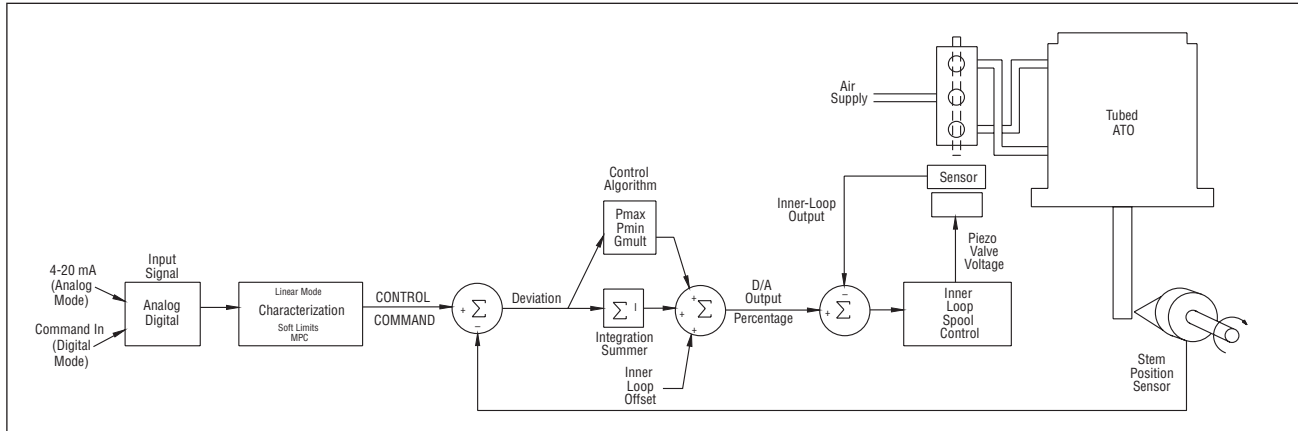 Air
Supply
Tubed
ATO
Control
Algorithm
Sensor
Pmax
Pmin
Gmult
Inner-Loop
Output
Piezo
Valve
Voltage
Input
Signal
4-20 mA
(Analog
Mode)
Analog
Digital
Command In
(Digital
Mode)
Linear Mode
Characterization
Soft Limits
MPC
CONTROL
COMMAND
+ Σ
−
Deviation
Σ I
Integration
Summer
+
+ Σ
+
Inner
Loop
Offset
D/A
Output
Percentage
−
+ Σ
Inner
Loop
Spool
Control
Stem
Position
Sensor